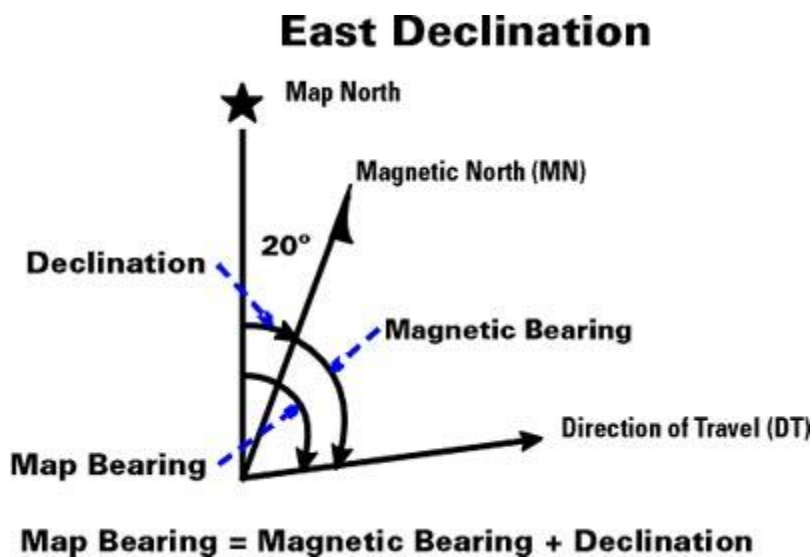 East Declination
Map North
Magnetic North (MN)
20°
Declination
Magnetic Bearing
Direction of Travel (DT)
Map Bearing
Map Bearing = Magnetic Bearing + Declination